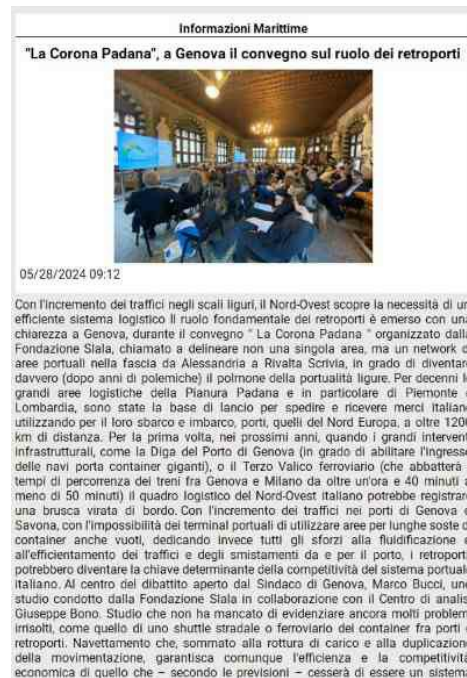 Informazioni Marittime
"La Corona Padana", a Genova il convegno sul ruolo dei retroporti
05/28/2024 09:12
Con l'incremento dei traffici negli scali liguri, il Nord-Ovest scopre la necessità di un
efficiente sistema logistico Il ruolo fondamentale dei retroporti è emerso con una
chiarezza a Genova, durante il convegno " La Corona Padana " organizzato dalla
Fondazione Slala, chiamato a delineare non una singola area, ma un network di
aree portuali nella fascia da Alessandria a Rivalta Scrivia, in grado di diventare
davvero (dopo anni di polemiche) il polmone della portualità ligure. Per decenni le
grandi aree logistiche della Pianura Padana e in particolare di Piemonte e
Lombardia, sono state la base di lancio per spedire e ricevere merci italiane
utilizzando per il loro sbarco e imbarco, porti, quelli del Nord Europa, a oltre 1200
km di distanza. Per la prima volta, nei prossimi anni, quando i grandi interventi
infrastrutturali, come la Diga del Porto di Genova (in grado di abilitare l'ingresso
delle navi porta container giganti), o il Terzo Valico ferroviario (che abbatterà i
tempi di percorrenza dei treni fra Genova e Milano da oltre un'ora e 40 minuti a
meno di 50 minuti) il quadro logistico del Nord-Ovest italiano potrebbe registrare
una brusca virata di bordo. Con l'incremento dei traffici nei porti di Genova e
Savona, con l'impossibilità dei terminal portuali di utilizzare aree per lunghe soste di
container anche vuoti, dedicando invece tutti gli sforzi alla fluidificazione e
all'efficientamento dei traffici e degli smistamenti da e per il porto, i retroporti
potrebbero diventare la chiave determinante della competitività del sistema portuale
italiano. Al centro del dibattito aperto dal Sindaco di Genova, Marco Bucci, uno
studio condotto dalla Fondazione Slala in collaborazione con il Centro di analisi
Giuseppe Bono. Studio che non ha mancato di evidenziare ancora molti problemi
irrisolti, come quello di uno shuttle stradale o ferroviario dei container fra porti e
retroporti. Navettamento che, sommato alla rottura di carico e alla duplicazione
della movimentazione, garantisca comunque l'efficienza e la competitività
economica di quello che – secondo le previsioni – cesserà di essere un sistema